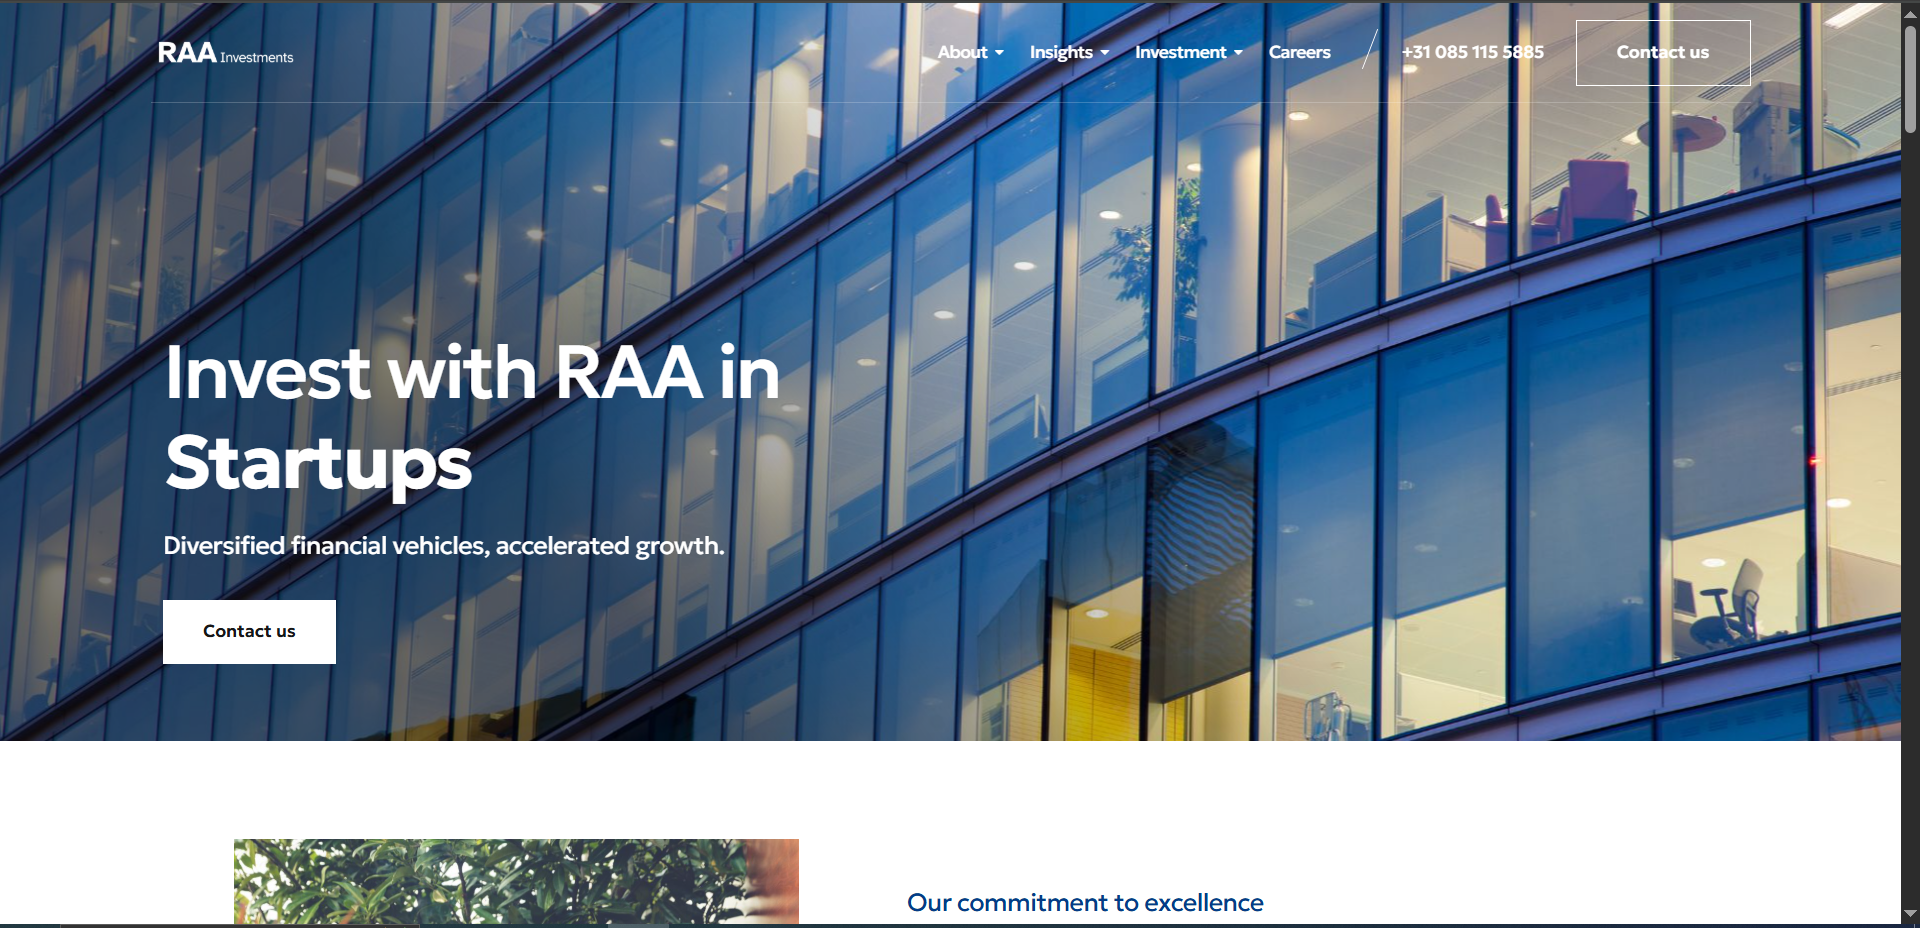 RAA Investments
About
Insights
Investment
Careers
+31 085 115 5885
Contact us
Invest with RAA in
Startups
Diversified financial vehicles, accelerated growth.
Contact us
Our commitment to excellence